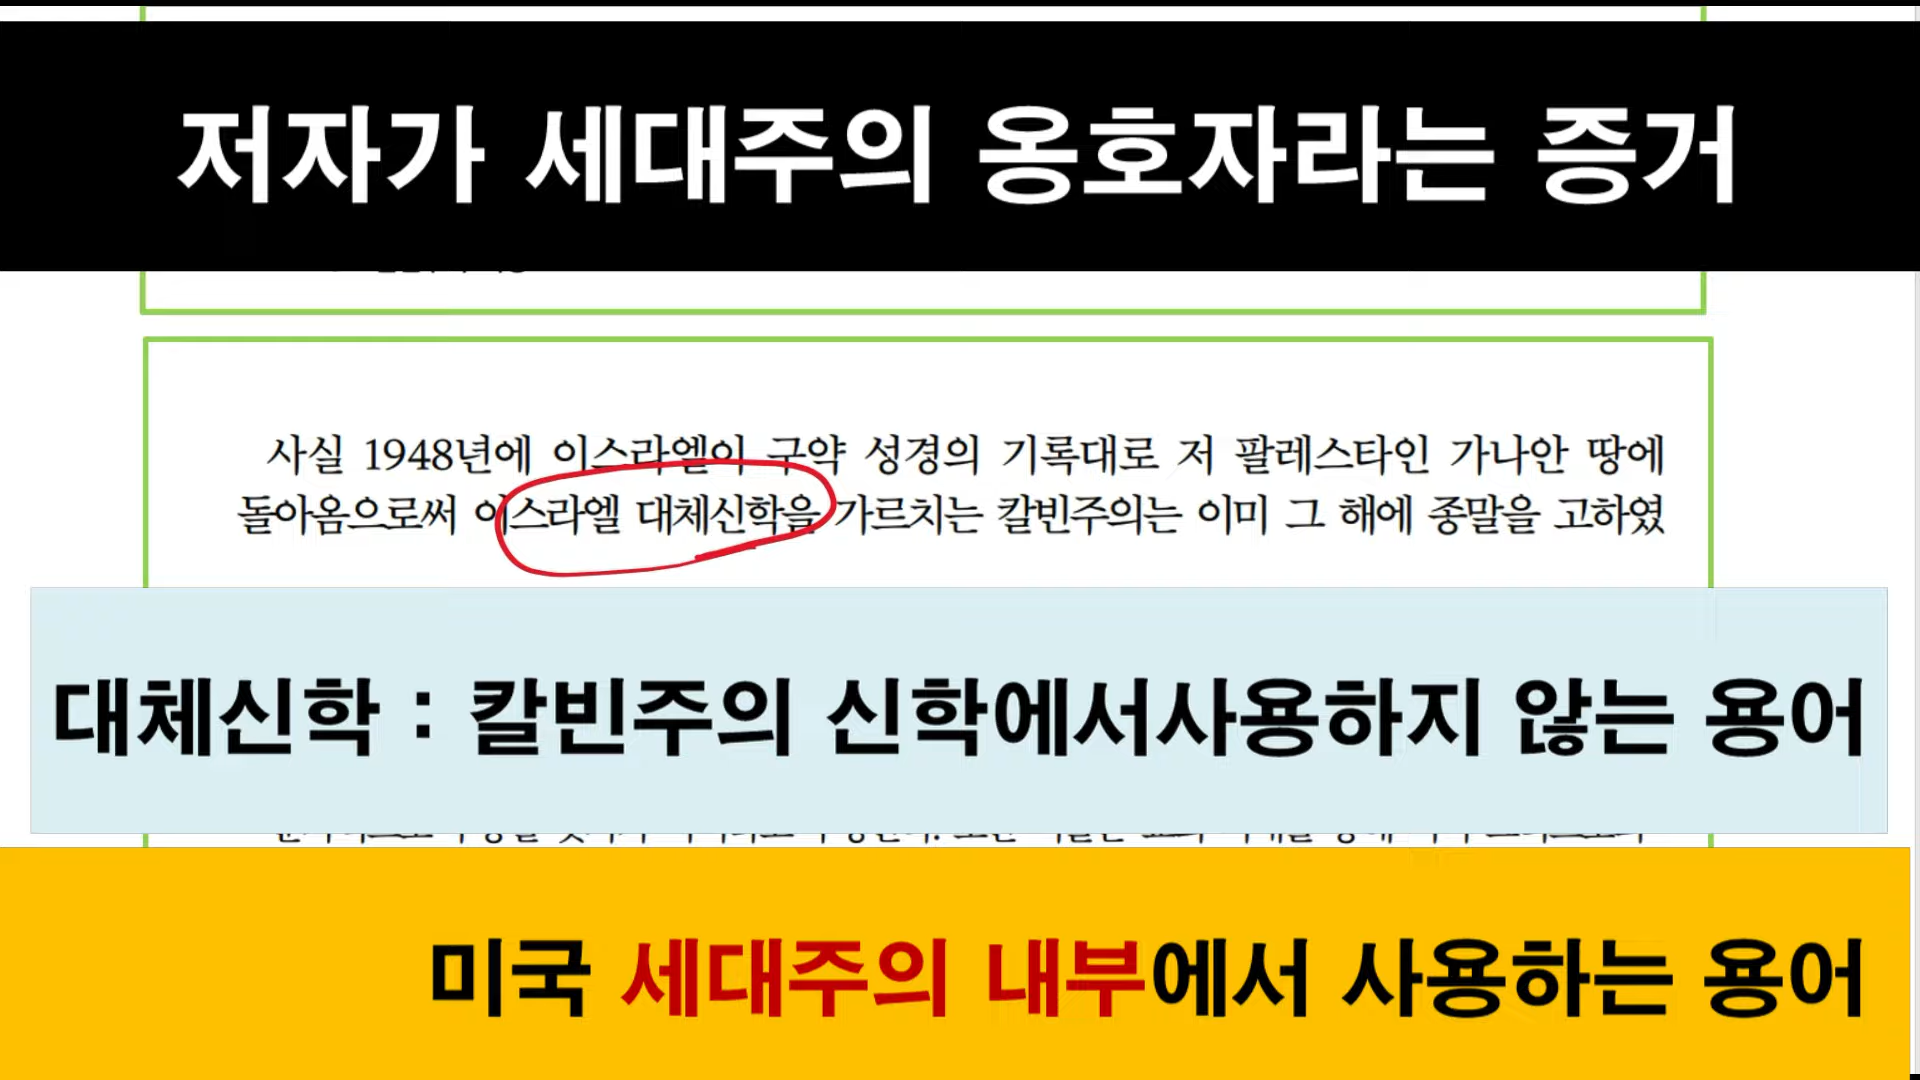 저자가 세대주의 옹호자라는 증거
사실 1948년에 이스라엘이 구약 성경의 기록대로 저 팔레스타인 가나안 땅에
돌아옴으로써 이스라엘 대체신학을 가르치는 칼빈주의는 이미 그 해에 종말을 고하였
대체신학 : 칼빈주의 신학에서사용하지 않는 용어
미국 세대주의 내부에서 사용하는 용어